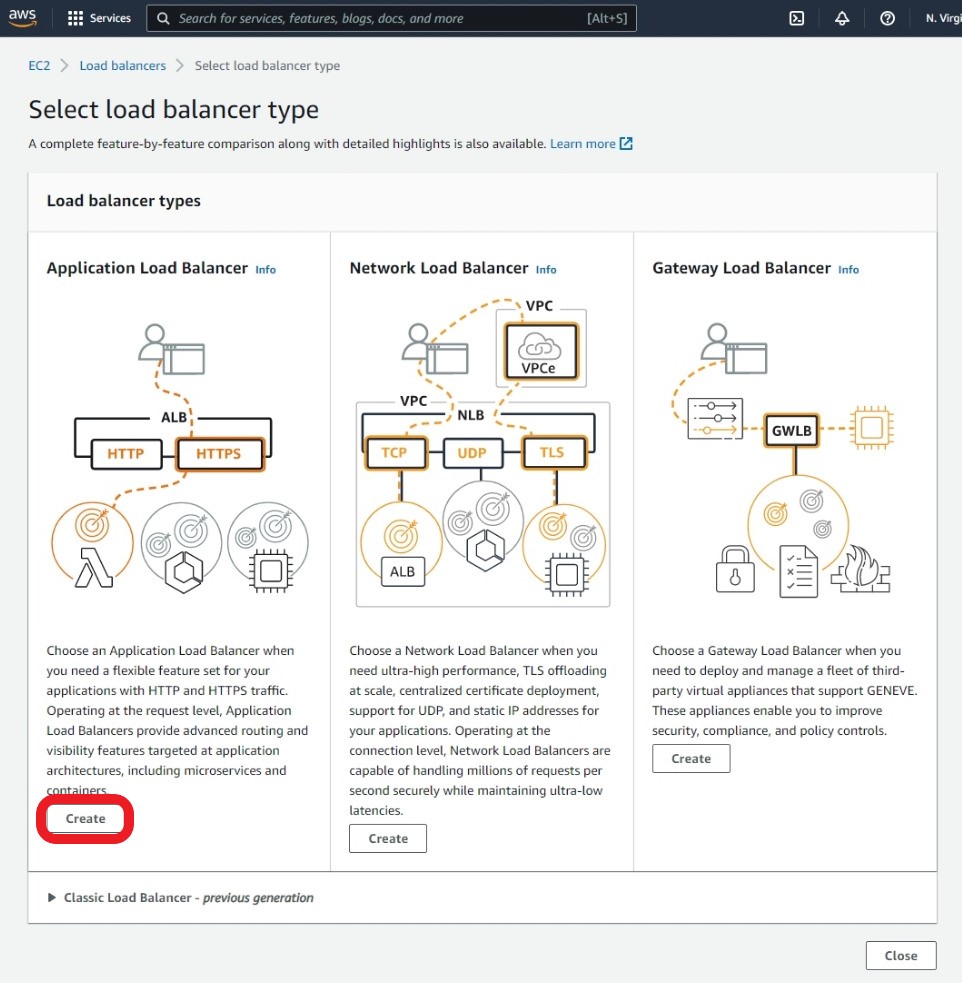 aws
Services
Search for services, features, blogs, docs, and more
[Alt+S]
N. Virgi
EC2 > Load balancers > Select load balancer type
Select load balancer type
A complete feature-by-feature comparison along with detailed highlights is also available. Learn more
Load balancer types
Application Load Balancer Info
ALB
HTTP
HTTPS
Choose an Application Load Balancer when
you need a flexible feature set for your
applications with HTTP and HTTPS traffic.
Operating at the request level, Application
Load Balancers provide advanced routing and
visibility features targeted at application
architectures, including microservices and
containers.
Create
Network Load Balancer Info
VPC
VPCe
VPC
NLB
TCP
UDP
TLS
ALB
Choose a Network Load Balancer when you
need ultra-high performance, TLS offloading
at scale, centralized certificate deployment,
support for UDP, and static IP addresses for
your applications. Operating at the
connection level, Network Load Balancers are
capable of handling millions of requests per
second securely while maintaining ultra-low
latencies.
Create
Gateway Load Balancer Info
GWLB
Choose a Gateway Load Balancer when you
need to deploy and manage a fleet of third-
party virtual appliances that support GENEVE.
These appliances enable you to improve
security, compliance, and policy controls.
Create
Classic Load Balancer - previous generation
Close